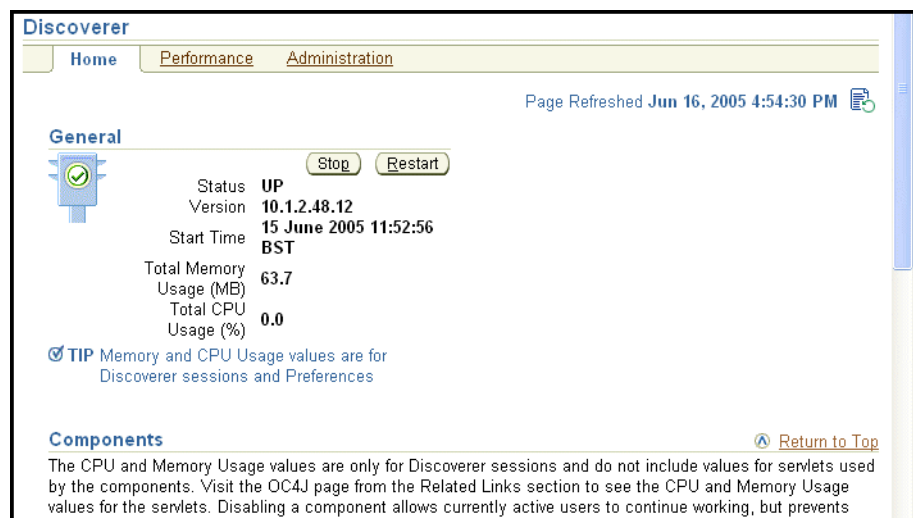 Discoverer
Home Performance Administration
Page Refreshed Jun 16, 2005 4:54:30 PM
General
Stop Restart
Status UP
Version 10.1.2.48.12
Start Time 15 June 2005 11:52:56
BST
Total Memory
Usage (MB) 63.7
Total CPU
Usage (%) 0.0
TIP Memory and CPU Usage values are for
Discoverer sessions and Preferences
Components Return to Top
The CPU and Memory Usage values are only for Discoverer sessions and do not include values for servlets used
by the components. Visit the OC4J page from the Related Links section to see the CPU and Memory Usage
values for the servlets. Disabling a component allows currently active users to continue working, but prevents